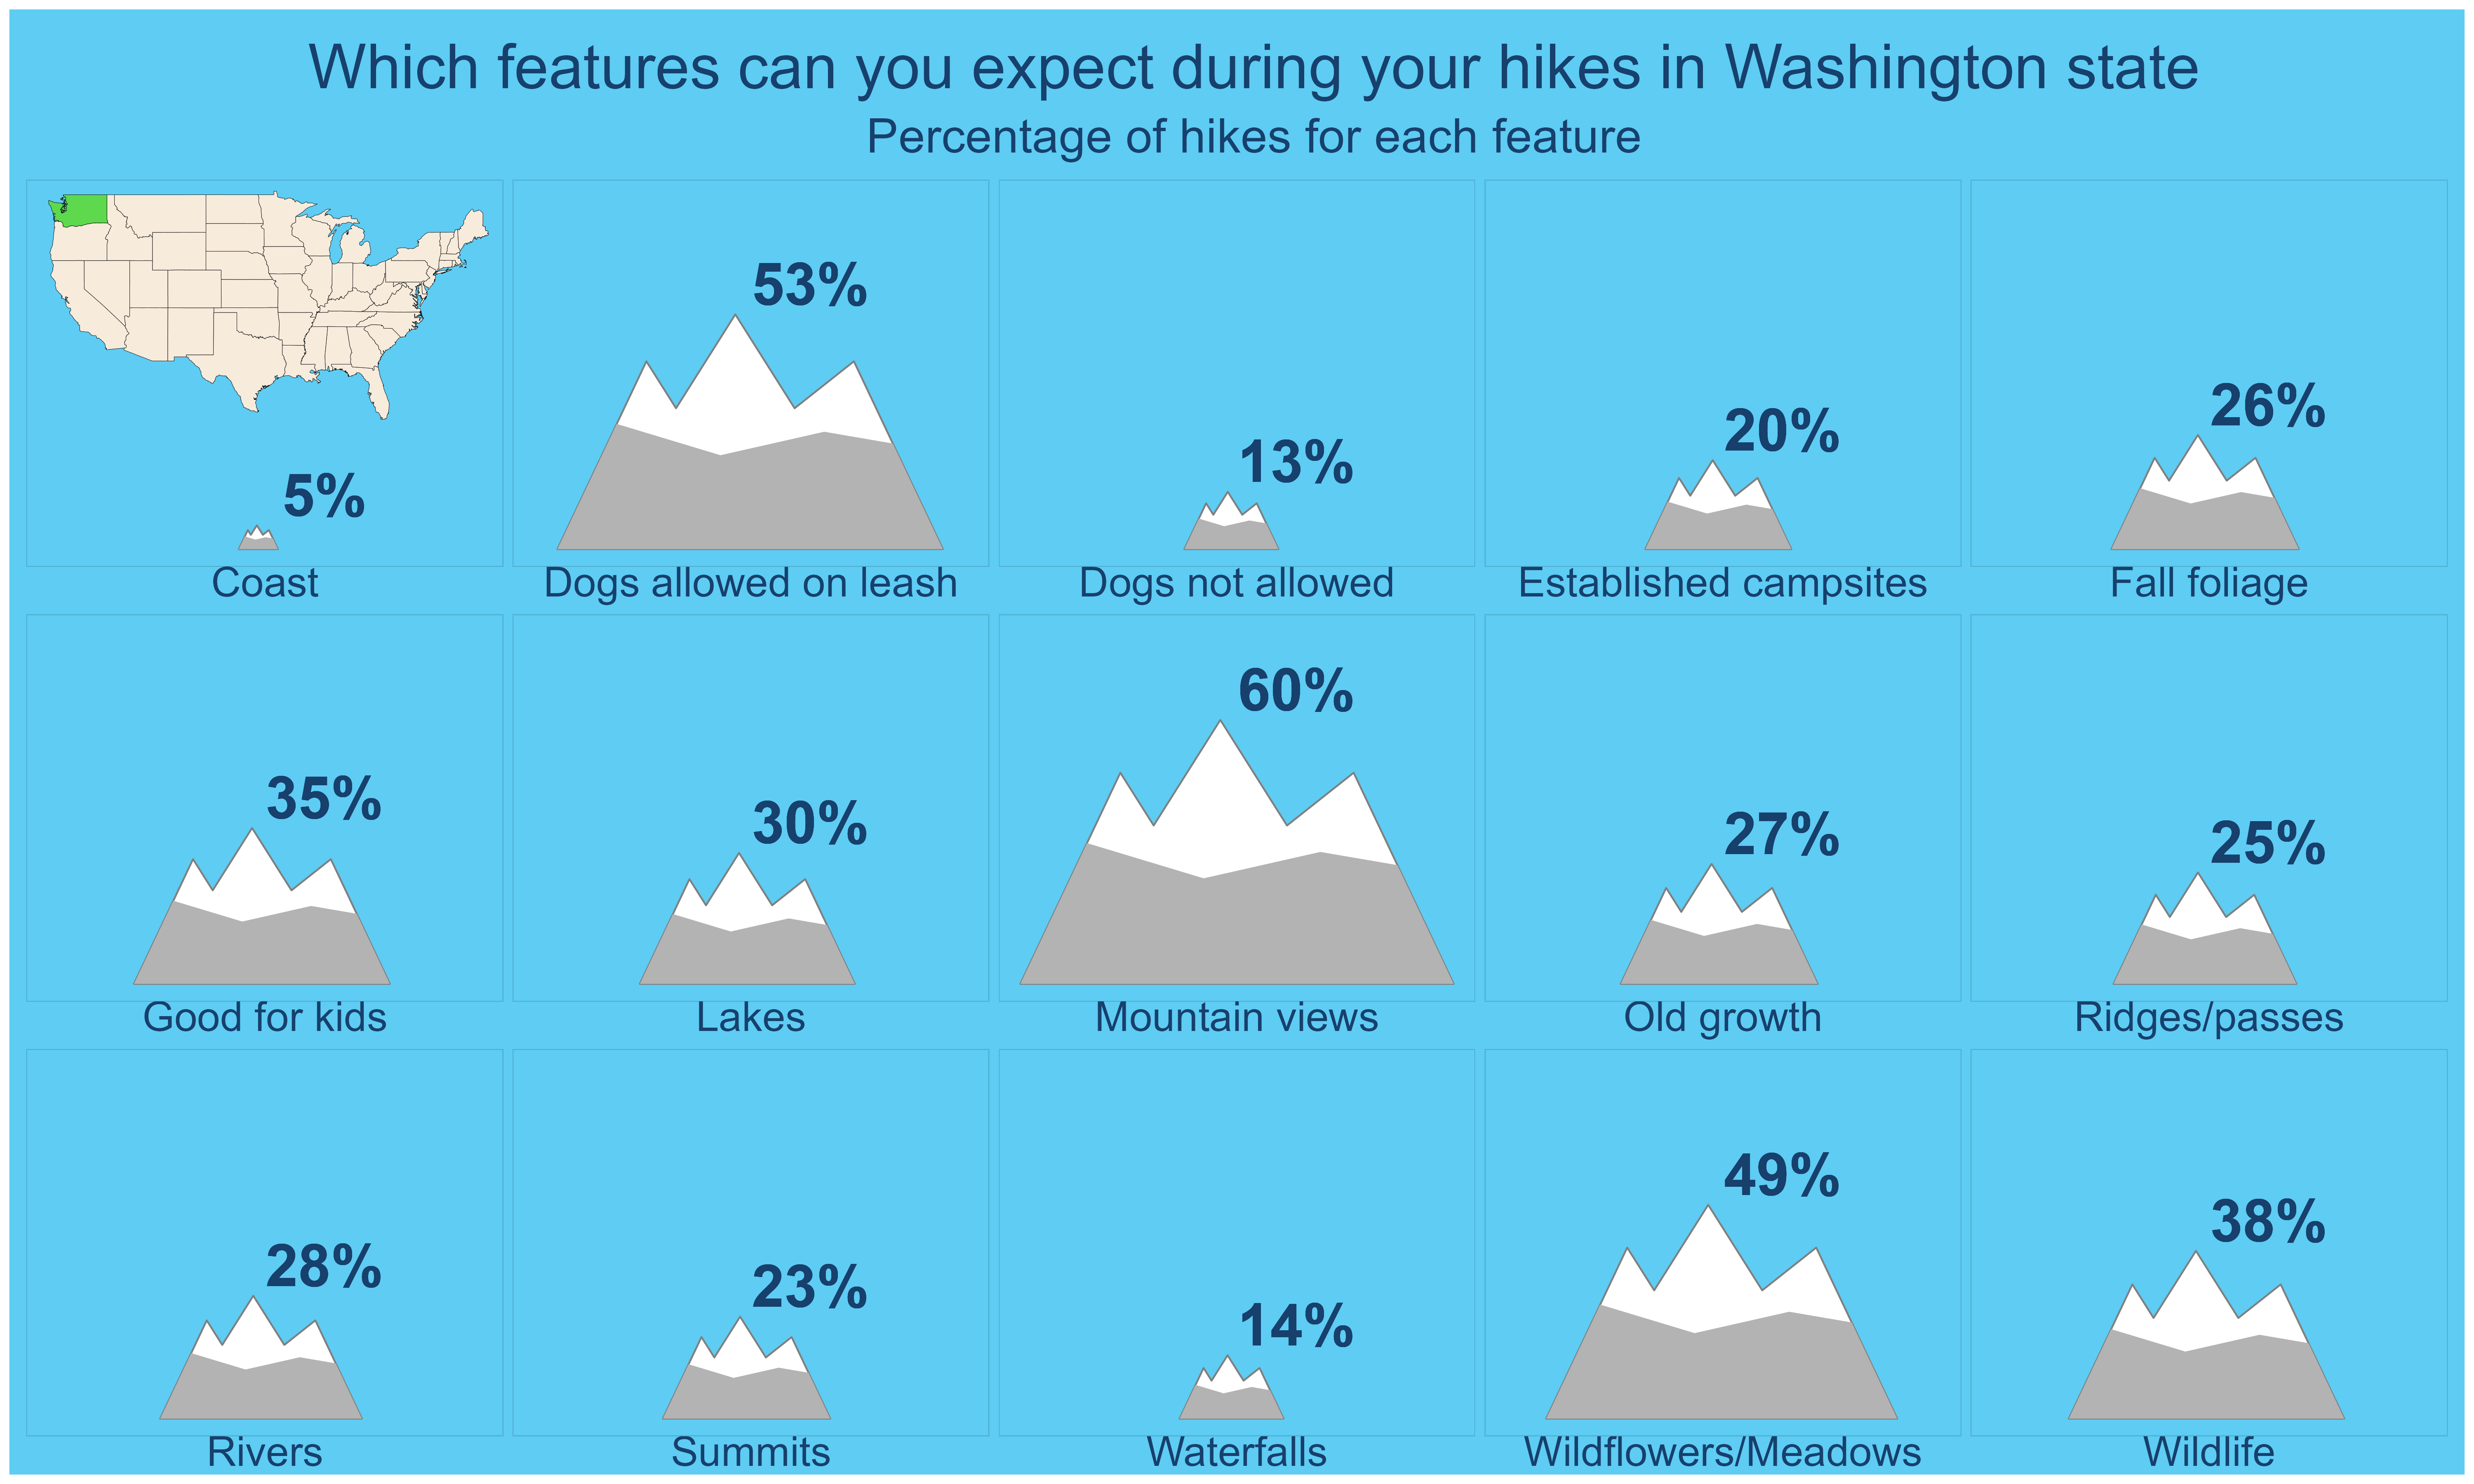 Which features can you expect during your hikes in Washington state
Percentage of hikes for each feature
5%
Coast
53%
Dogs allowed on leash
13%
Dogs not allowed
20%
Established campsites
26%
Fall foliage
35%
Good for kids
30%
Lakes
60%
Mountain views
27%
Old growth
25%
Ridges/passes
28%
Rivers
23%
Summits
14%
Waterfalls
49%
Wildflowers/Meadows
38%
Wildlife